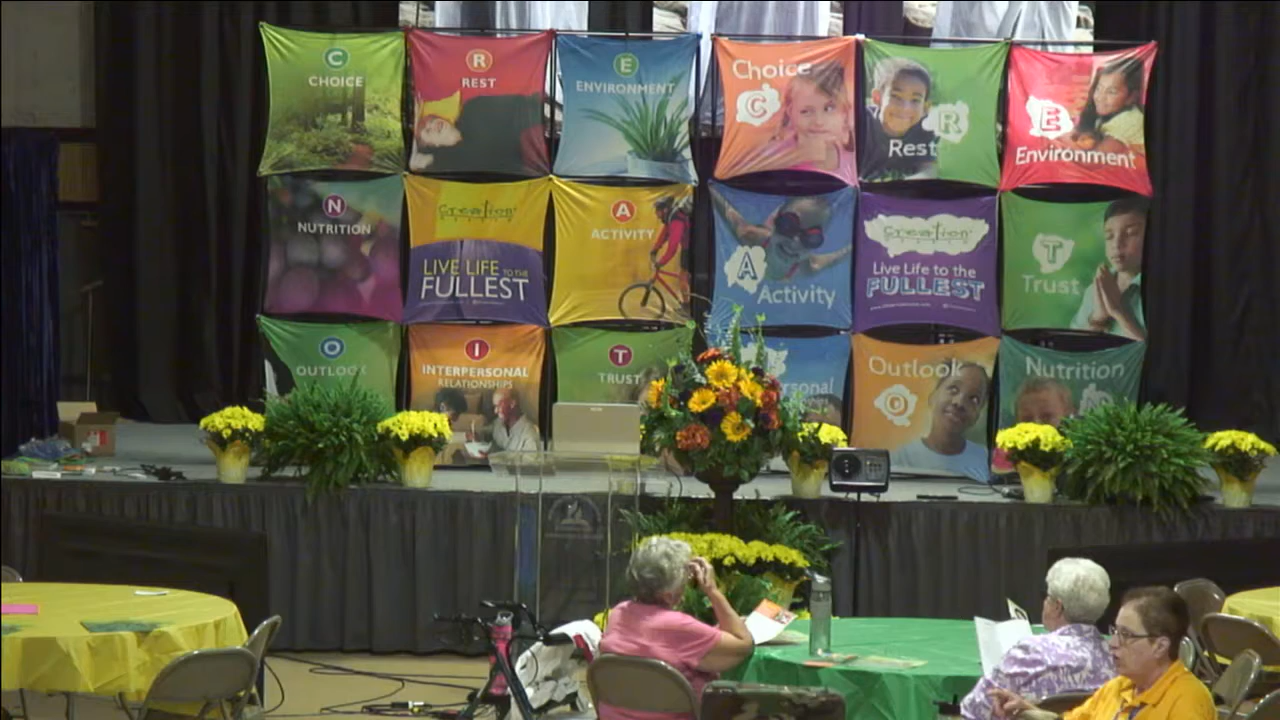 C
CHOICE
R
REST
E
ENVIRONMENT
N
NUTRITION
Creation
LIVE LIFE TO THE
FULLEST
A
ACTIVITY
O
OUTLOOK
I
INTERPERSONAL
RELATIONSHIPS
T
TRUST
Choice
C
R
Rest
E
Environment
A
Activity
Creation
Live Life to the
FULLEST
T
Trust
Outlook
O
Nutrition